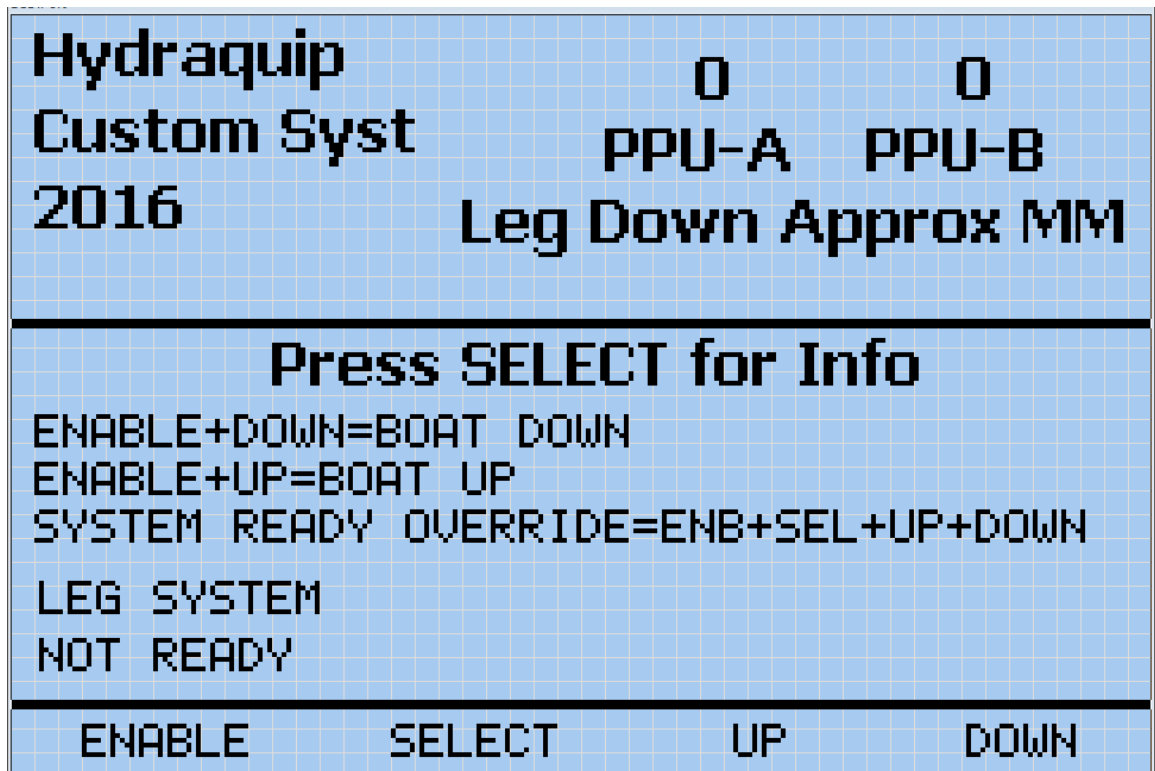 Hydraquip
Custom Syst
2016
0 0
PPU-A PPU-B
Leg Down Approx MM
Press SELECT for Info
ENABLE+DOWN=BOAT DOWN
ENABLE+UP=BOAT UP
SYSTEM READY OVERRIDE=ENB+SEL+UP+DOWN
LEG SYSTEM
NOT READY
ENABLE SELECT UP DOWN